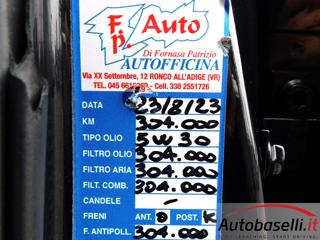 F.P. Auto
Di Fornasa Patrizio
AUTOFFICINA
Via XX Settembre, 12 RONCO ALL'ADIGE (VR)
Cell. 338 2551726
DATA 23/8/23
KM 304.000
TIPO OLIO 5W30
FILTRO OLIO 304.000
FILTRO ARIA 304.000
FILT. COMB. 304.000
CANDELE -
FRENI ANT. POST.
F. ANTIPOLL. 304.000
Autobaselli.it